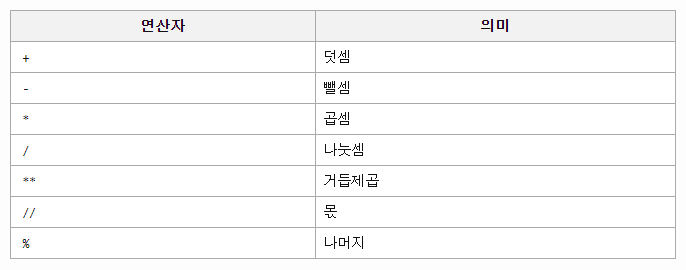 연산자 의미
+ 덧셈
- 뺄셈
* 곱셈
/ 나눗셈
** 거듭제곱
// 몫
% 나머지